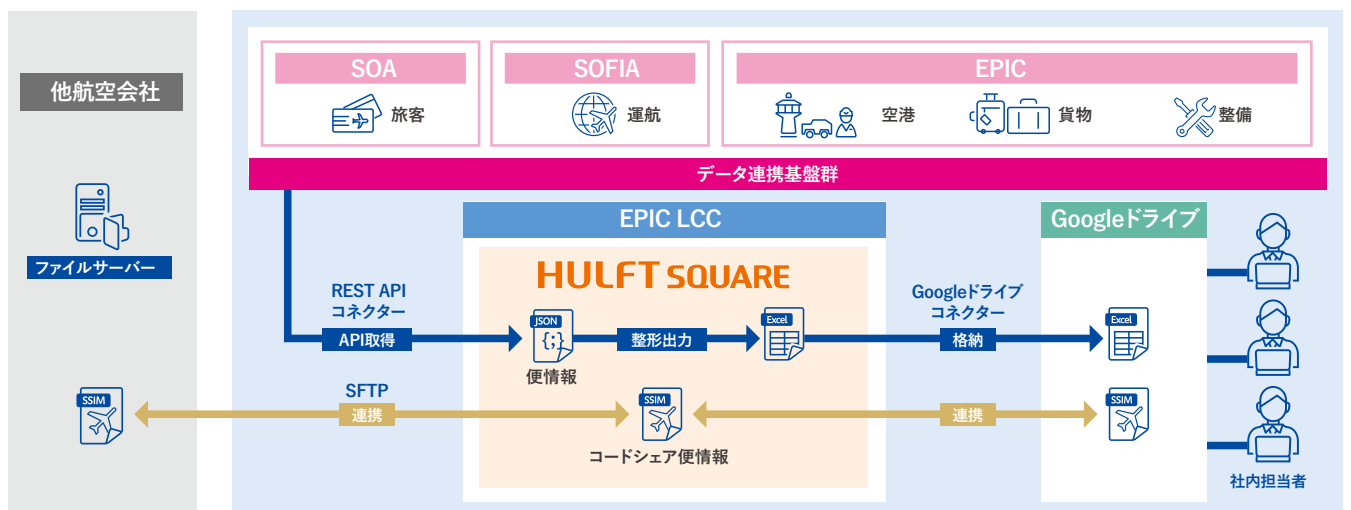 他航空会社
ファイルサーバー
SSIM
SOA
旅客
SOFIA
運航
EPIC
空港
貨物
整備
データ連携基盤群
EPIC LCC
HULFT SQUARE
REST API
コネクター
API取得
JSON
{;}
便情報
整形出力
Excel
Googleドライブ
コネクター
格納
Googleドライブ
Excel
SFTP
連携
SSIM
コードシェア便情報
連携
SSIM
社内担当者